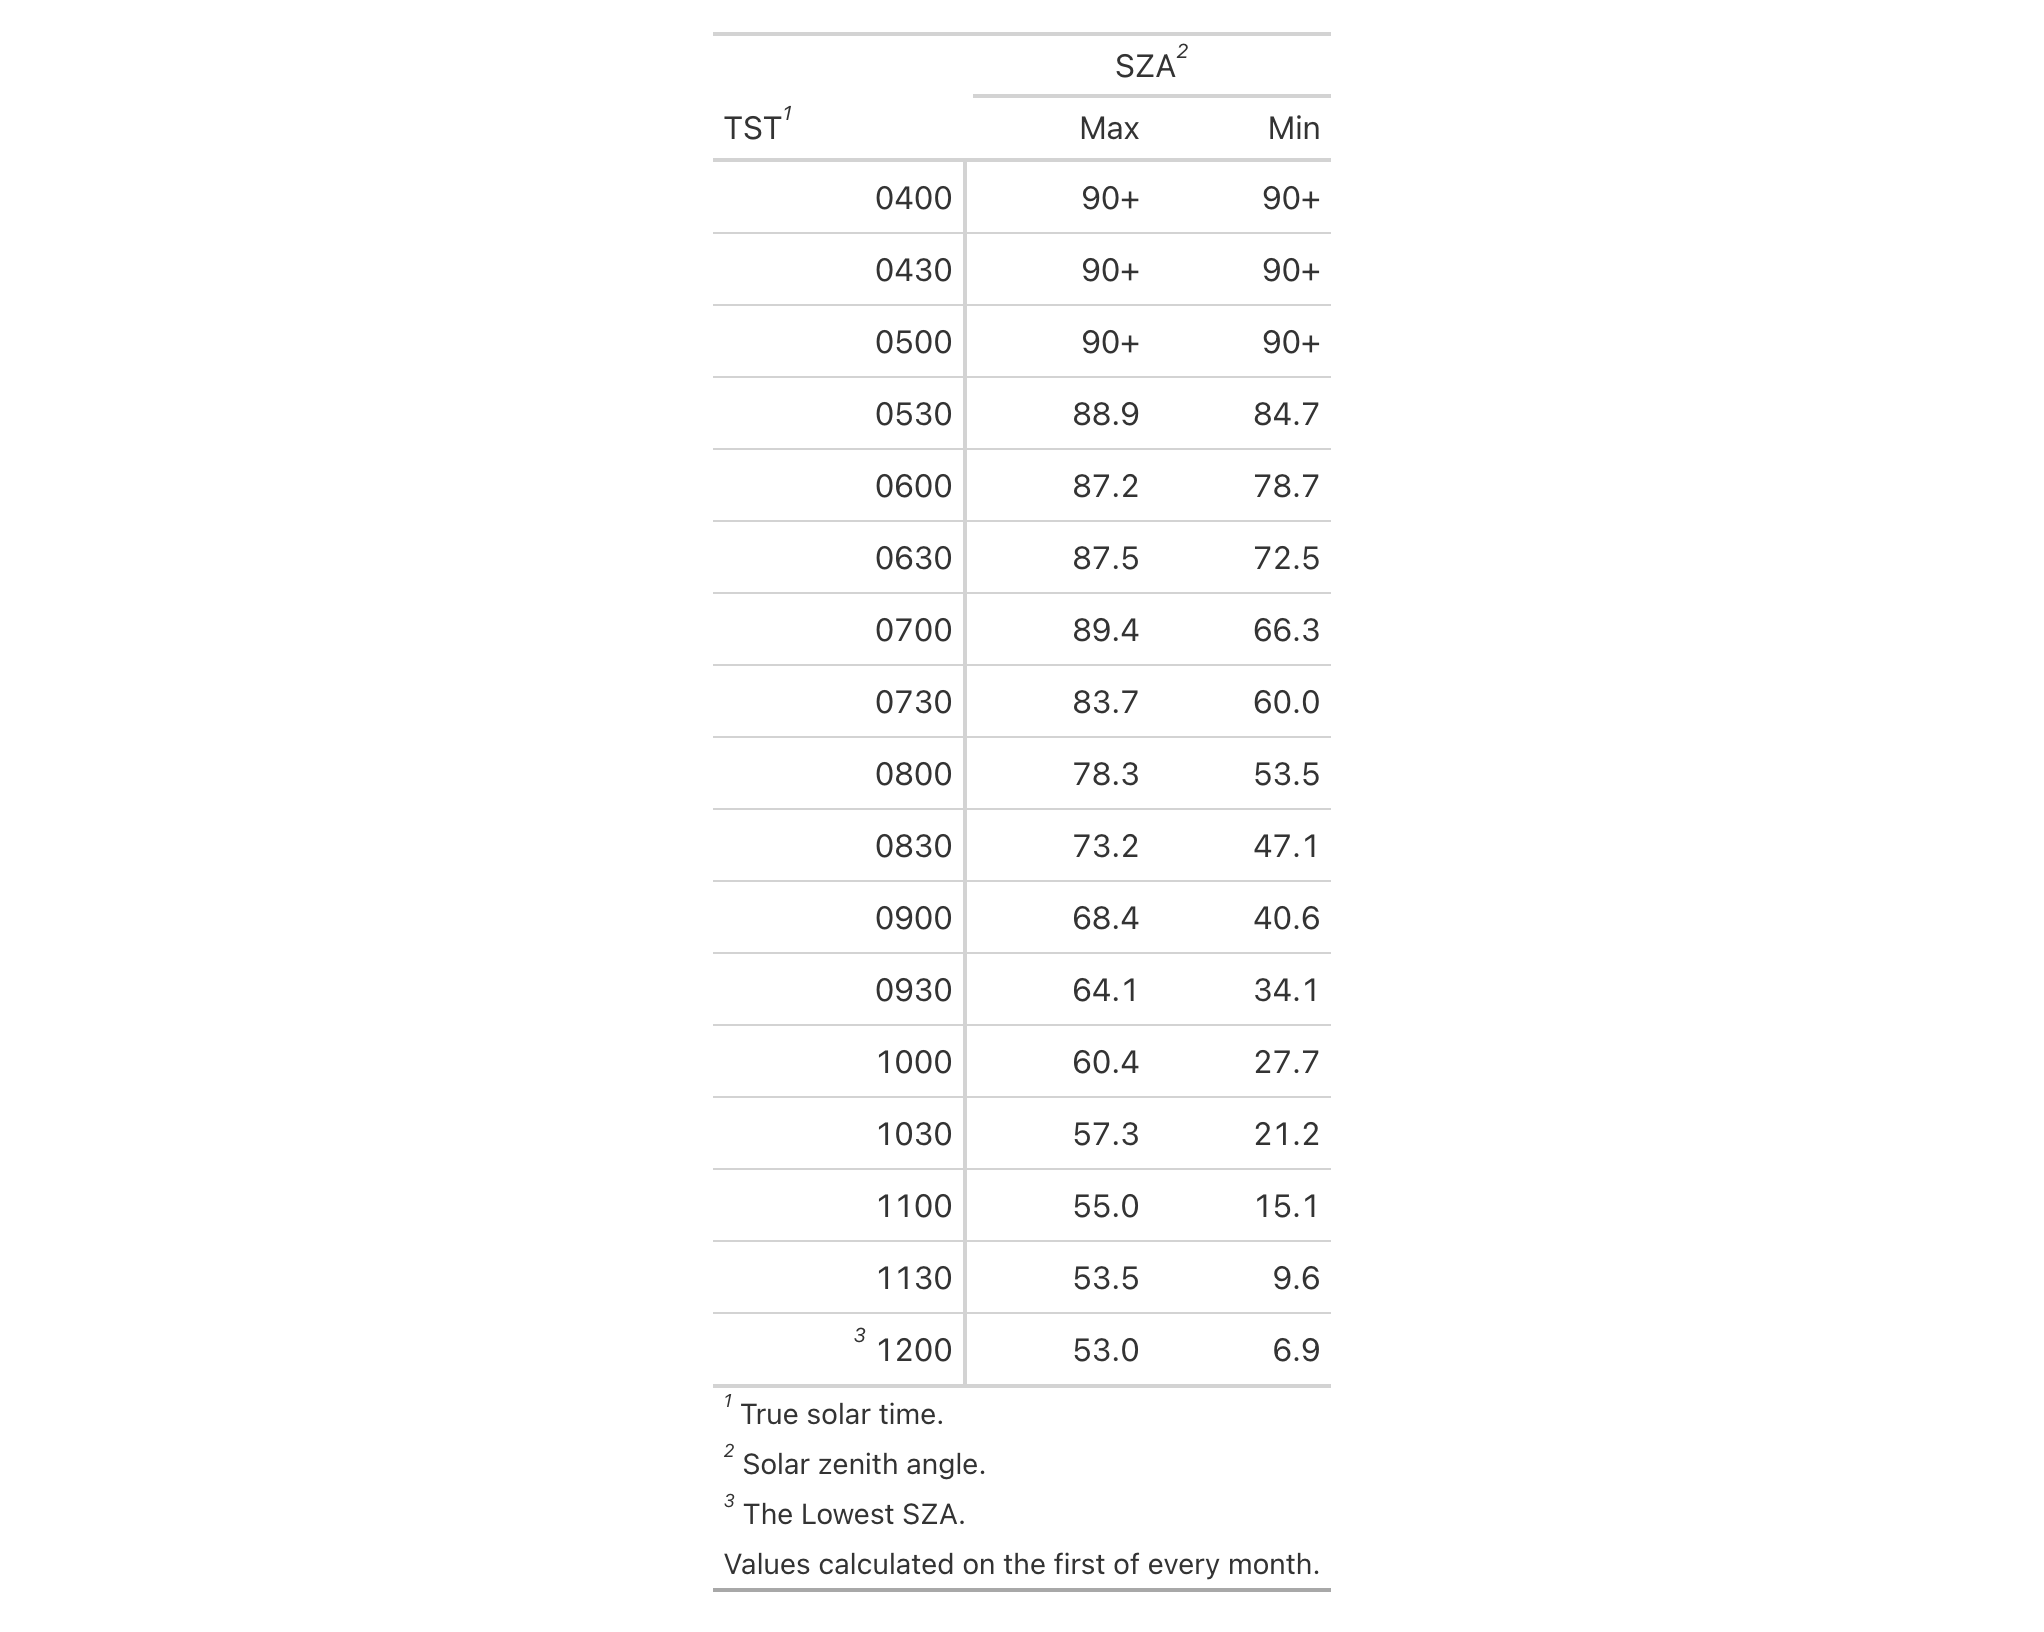 SZA2
TST1 Max Min
0400 90+ 90+
0430 90+ 90+
0500 90+ 90+
0530 88.9 84.7
0600 87.2 78.7
0630 87.5 72.5
0700 89.4 66.3
0730 83.7 60.0
0800 78.3 53.5
0830 73.2 47.1
0900 68.4 40.6
0930 64.1 34.1
1000 60.4 27.7
1030 57.3 21.2
1100 55.0 15.1
1130 53.5 9.6
3 1200 53.0 6.9
1 True solar time.
2 Solar zenith angle.
3 The Lowest SZA.
Values calculated on the first of every month.